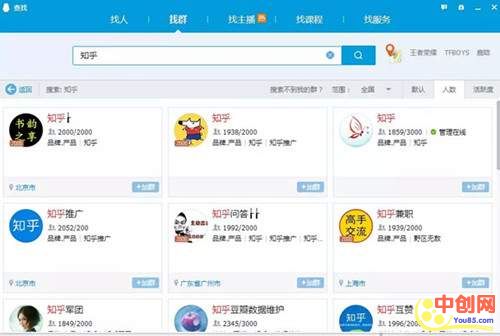 查找
找人
找群
找主播
找课程
找服务
知乎
王者荣耀 TFBOYS 鹿晗
返回 搜索: 知乎
搜索不到我的群? 范围: 全国 默认 人数 活跃度
书韵之享
知乎
2000/2000
品牌.产品 | 知乎
北京市 +加群
知乎
1938/2000
品牌.产品 | 知乎 | 知乎推广
+加群
知乎
1859/3000 管理在线
品牌.产品 | 知乎
+加群
知乎
知乎推广
2052/200
品牌.产品 | 知乎
北京市 +加群
知乎问答
1992/2000
品牌.产品 | 知乎 | 知乎推广 | 知乎...
广东省广州市 +加群
高手交流
知乎兼职
1939/2000
品牌.产品 | 野区无敌
上海市 +加群
知乎军团
1849/2000
知乎豆瓣数据维护
2345/3000
知乎互赞
2000
中创网
You85.com